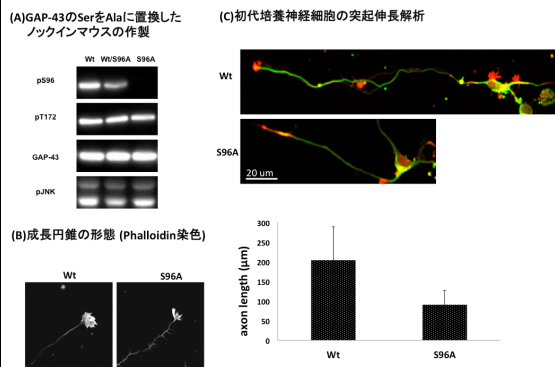 (A)GAP-43のSerをAlaに置換した
ノックインマウスの作製
Wt Wt/S96A S96A
pS96
pT172
GAP-43
pJNK
(B)成長円錐の形態 (Phalloidin染色)
Wt S96A
(C)初代培養神経細胞の突起伸長解析
Wt
S96A
20 um
axon length (μm)
300
250
200
150
100
50
0
Wt S96A